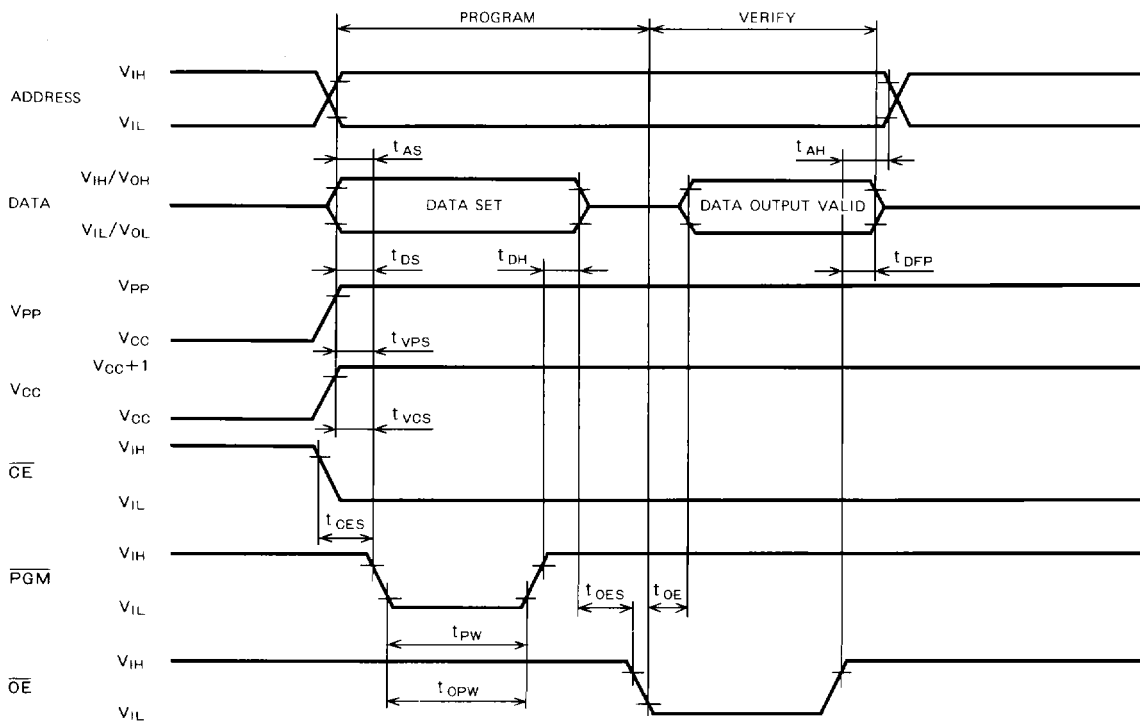 PROGRAM VERIFY
VIH
ADDRESS
VIL
tAS
tAH
VIH/VOH
DATA DATA SET DATA OUTPUT VALID
VIL/VOL
tDS tDH tDFP
VPP
VPP
VCC
tVPS
VCC+1
VCC
VCC
tVCS
VIH
CE
VIL
tCES
VIH
PGM
VIL
tOES tOE
tPW
VIH
OE
tOPW
VIL